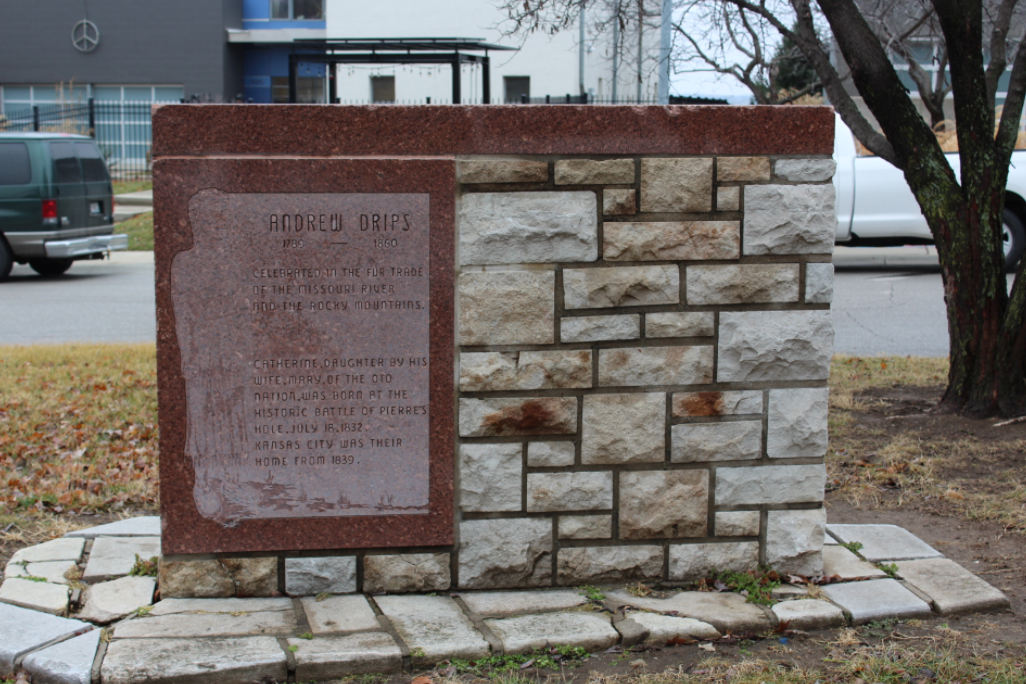 ANDREW DRIPS
1789 — 1860
CELEBRATED IN THE FUR TRADE
OF THE MISSOURI RIVER
AND THE ROCKY MOUNTAINS.
CATHERINE, DAUGHTER BY HIS
WIFE, MARY, OF THE OTO
NATION, WAS BORN AT THE
HISTORIC BATTLE OF PIERRE'S
HOLE, JULY 18, 1832.
KANSAS CITY WAS THEIR
HOME FROM 1839.